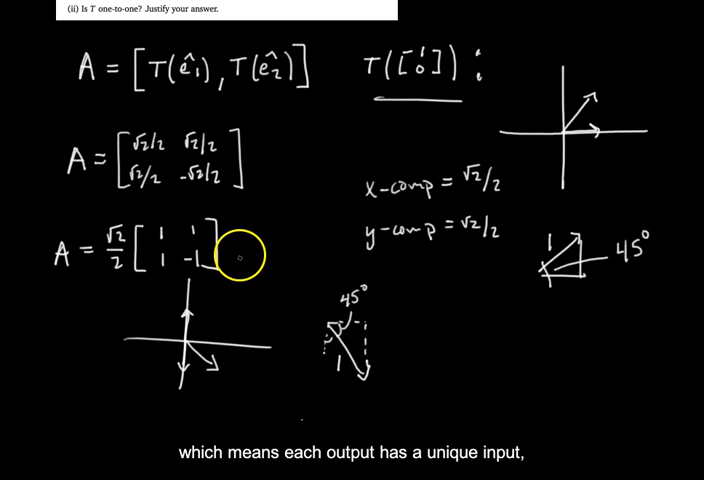 (ii) Is T one-to-one? Justify your answer.
A = [T(ê₁), T(ê₂)]
T([1 0]) :
A = [√2/2 √2/2
√2/2 -√2/2]
x-comp = √2/2
y-comp = √2/2
A = √2/2 [1 1
1 -1]
1
45°
45°
1
which means each output has a unique input,